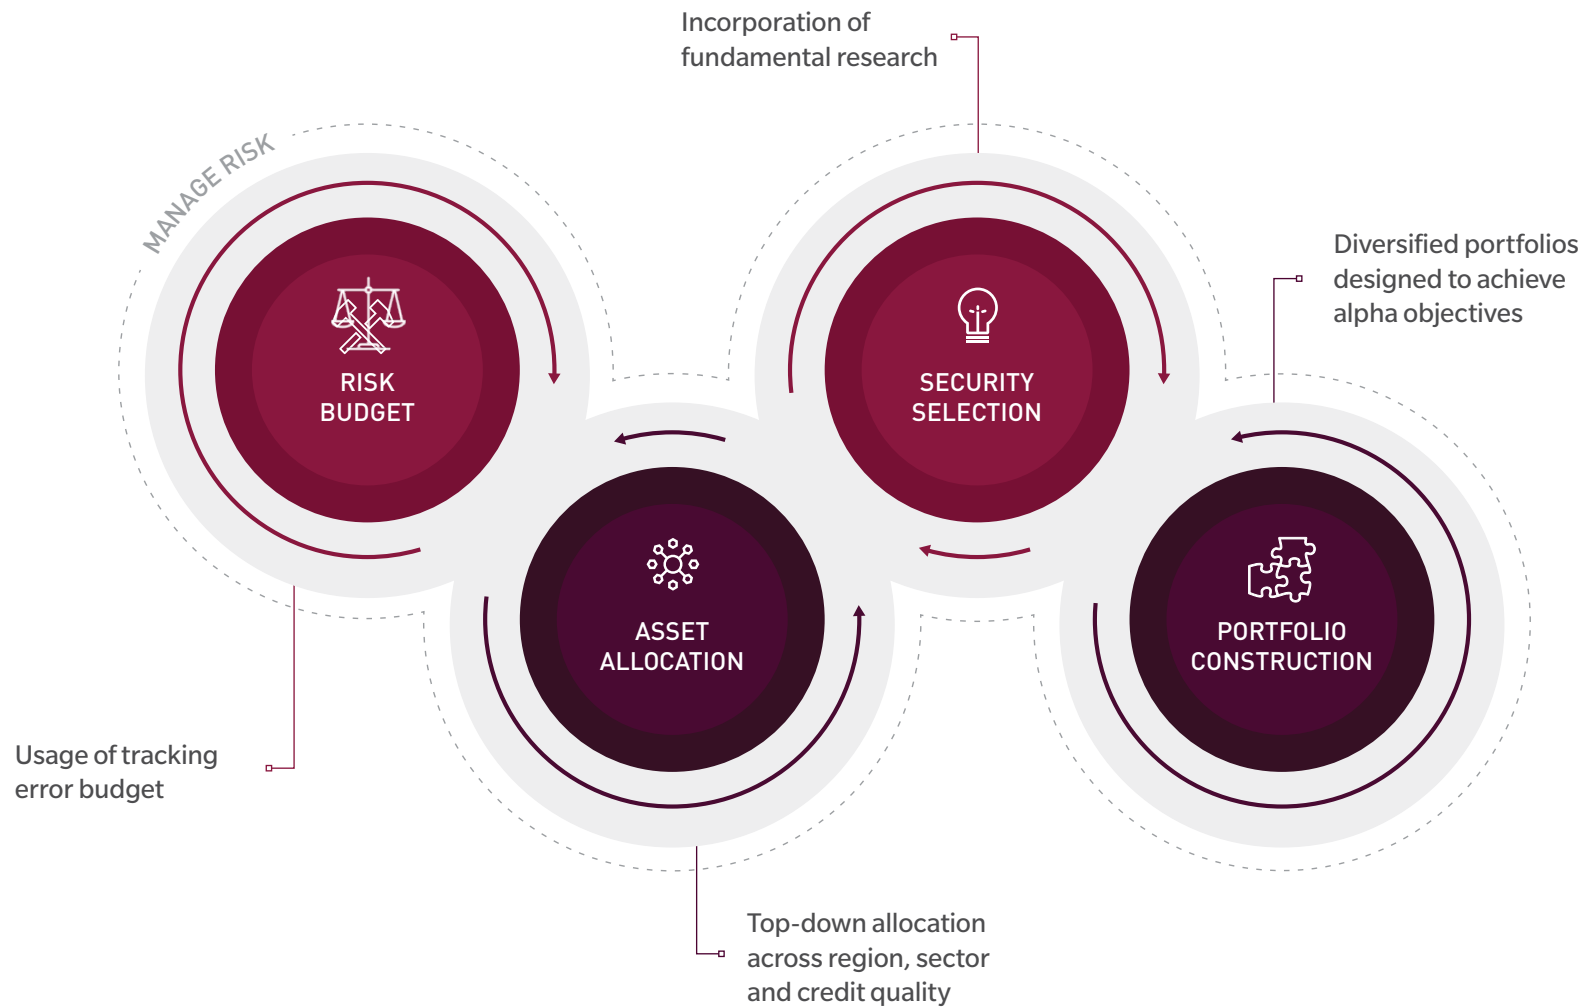 Incorporation of
fundamental research
MANAGE RISK
RISK
BUDGET
SECURITY
SELECTION
Diversified portfolios
designed to achieve
alpha objectives
ASSET
ALLOCATION
PORTFOLIO
CONSTRUCTION
Usage of tracking
error budget
Top-down allocation
across region, sector
and credit quality